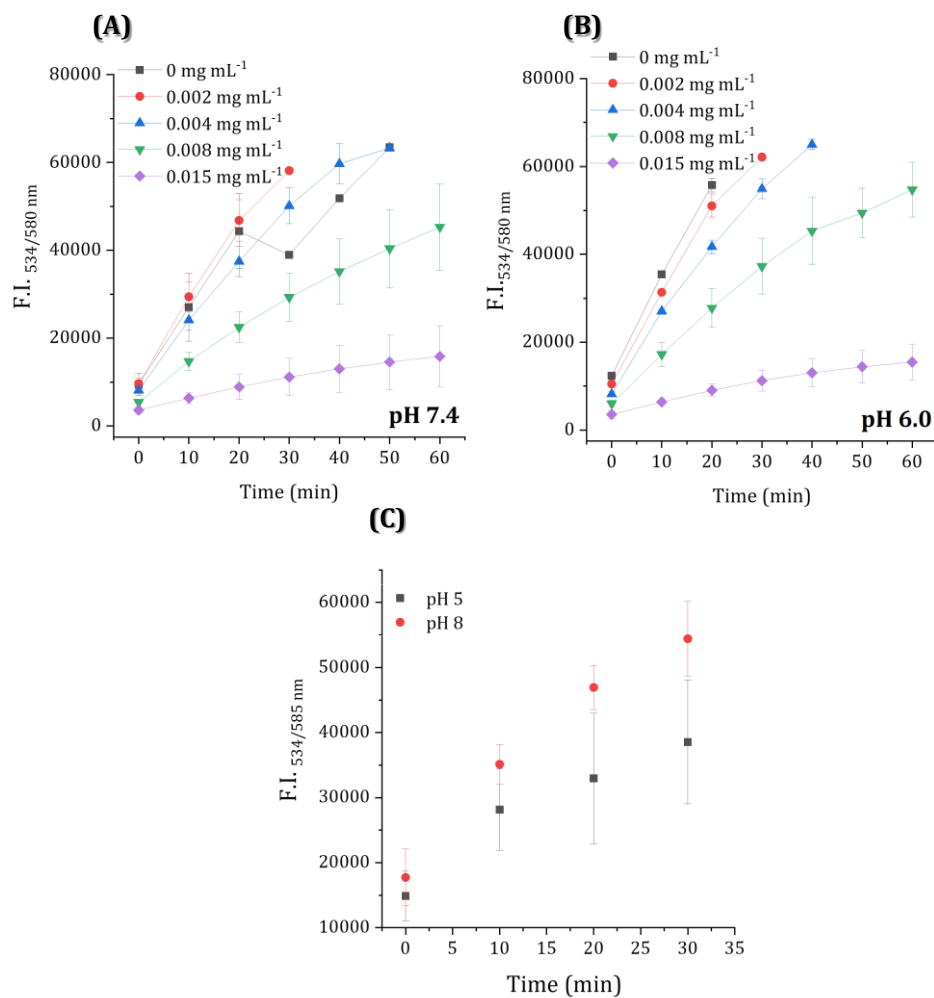 (A)
0 mg mL⁻¹
0.002 mg mL⁻¹
0.004 mg mL⁻¹
0.008 mg mL⁻¹
0.015 mg mL⁻¹
80000
60000
40000
20000
0
F.I. 534/580 nm
pH 7.4
0 10 20 30 40 50 60
Time (min)
(B)
0 mg mL⁻¹
0.002 mg mL⁻¹
0.004 mg mL⁻¹
0.008 mg mL⁻¹
0.015 mg mL⁻¹
80000
60000
40000
20000
0
F.I.534/580 nm
pH 6.0
0 10 20 30 40 50 60
Time (min)
(C)
pH 5
pH 8
60000
50000
40000
30000
20000
10000
F.I. 534/585 nm
0 5 10 15 20 25 30 35
Time (min)